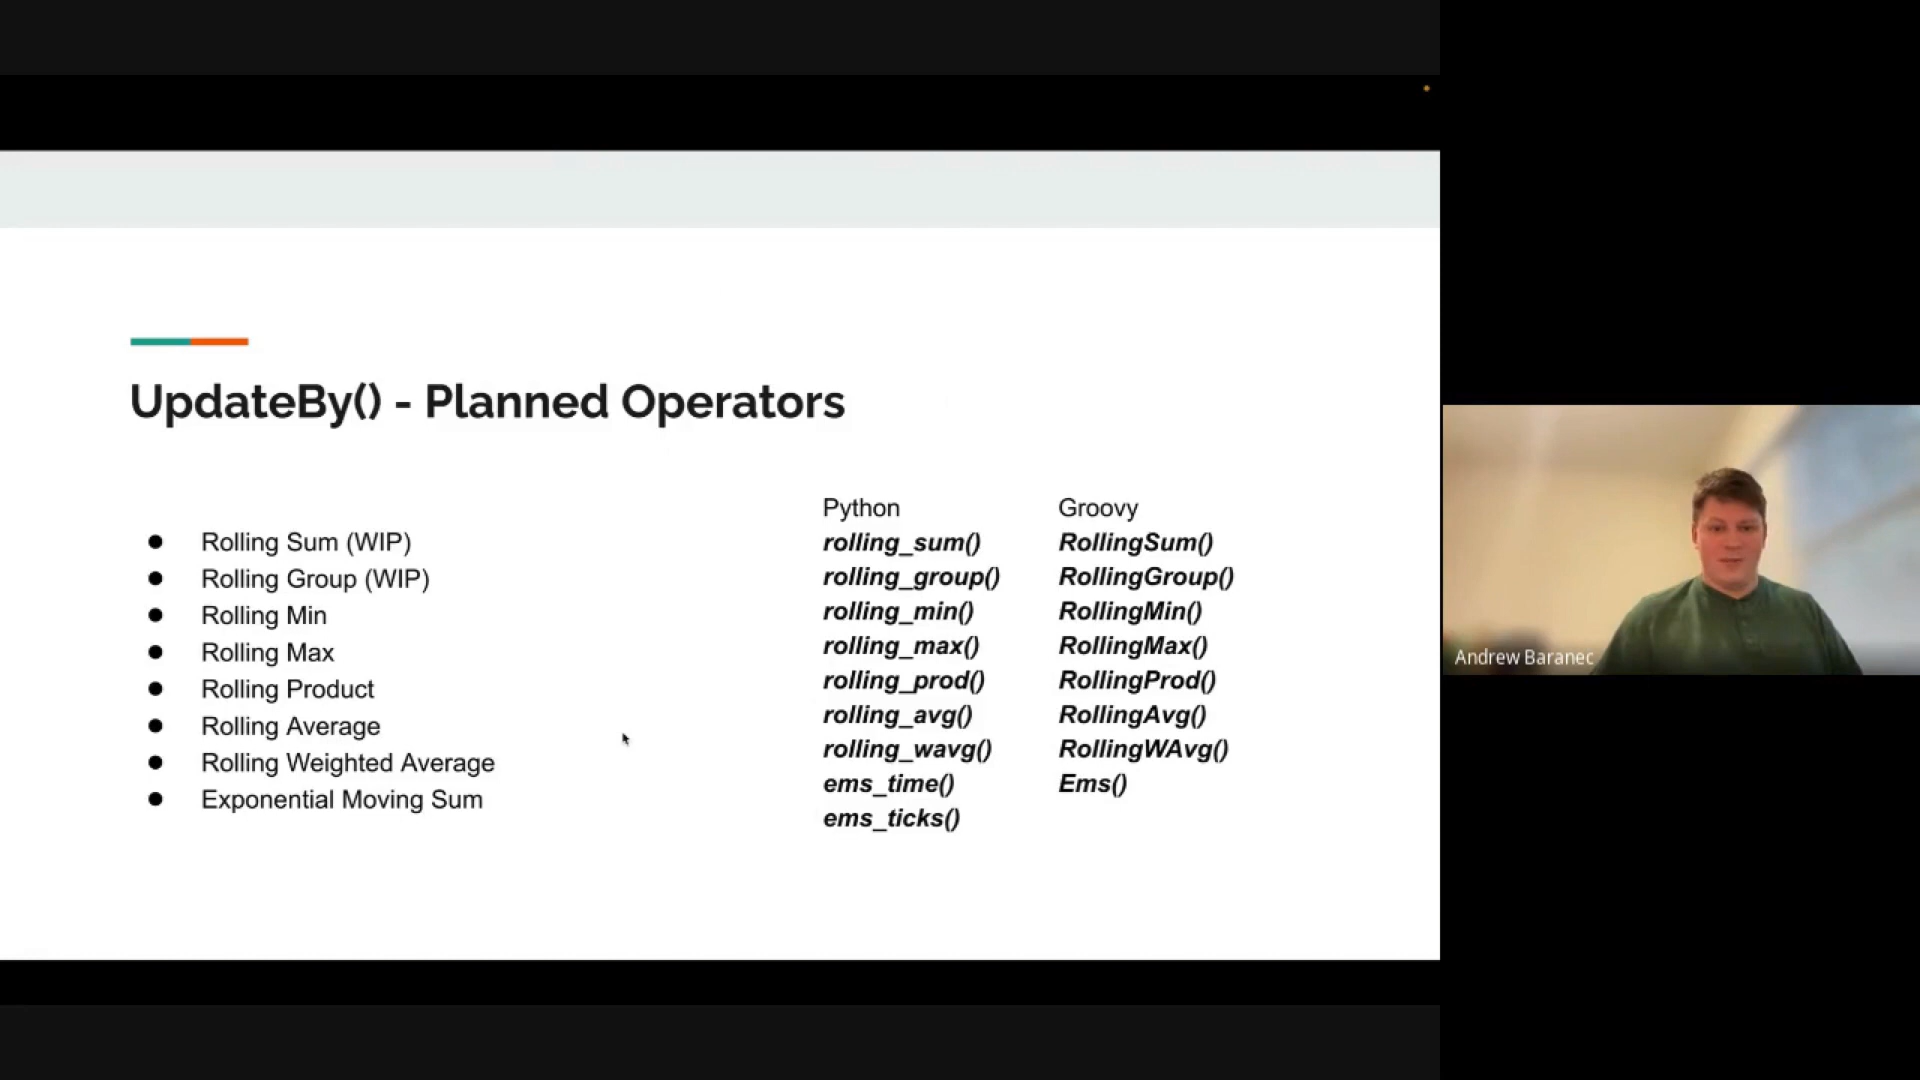 UpdateBy() - Planned Operators
● Rolling Sum (WIP)
● Rolling Group (WIP)
● Rolling Min
● Rolling Max
● Rolling Product
● Rolling Average
● Rolling Weighted Average
● Exponential Moving Sum
Python
rolling_sum()
rolling_group()
rolling_min()
rolling_max()
rolling_prod()
rolling_avg()
rolling_wavg()
ems_time()
ems_ticks()
Groovy
RollingSum()
RollingGroup()
RollingMin()
RollingMax()
RollingProd()
RollingAvg()
RollingWAvg()
Ems()
Andrew Baranec